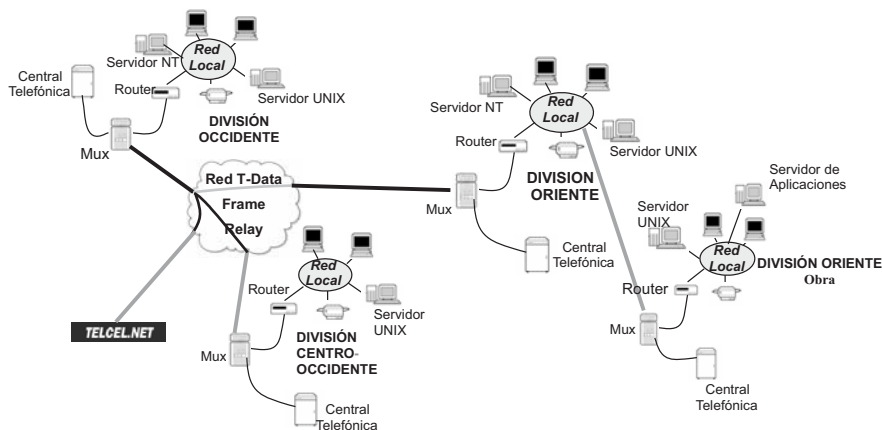 Servidor NT
Red
Local
Central
Telefónica
Router
Servidor UNIX
DIVISIÓN
OCCIDENTE
Mux
Red T-Data
Frame
Relay
TELCEL.NET
Red
Local
Router
Servidor
UNIX
Mux
DIVISIÓN
CENTRO-
OCCIDENTE
Central
Telefónica
Servidor NT
Red
Local
Router
Servidor UNIX
DIVISION
ORIENTE
Mux
Central
Telefónica
Servidor de
Aplicaciones
Servidor
UNIX
Red
Local
DIVISIÓN ORIENTE
Obra
Router
Mux
Central
Telefónica